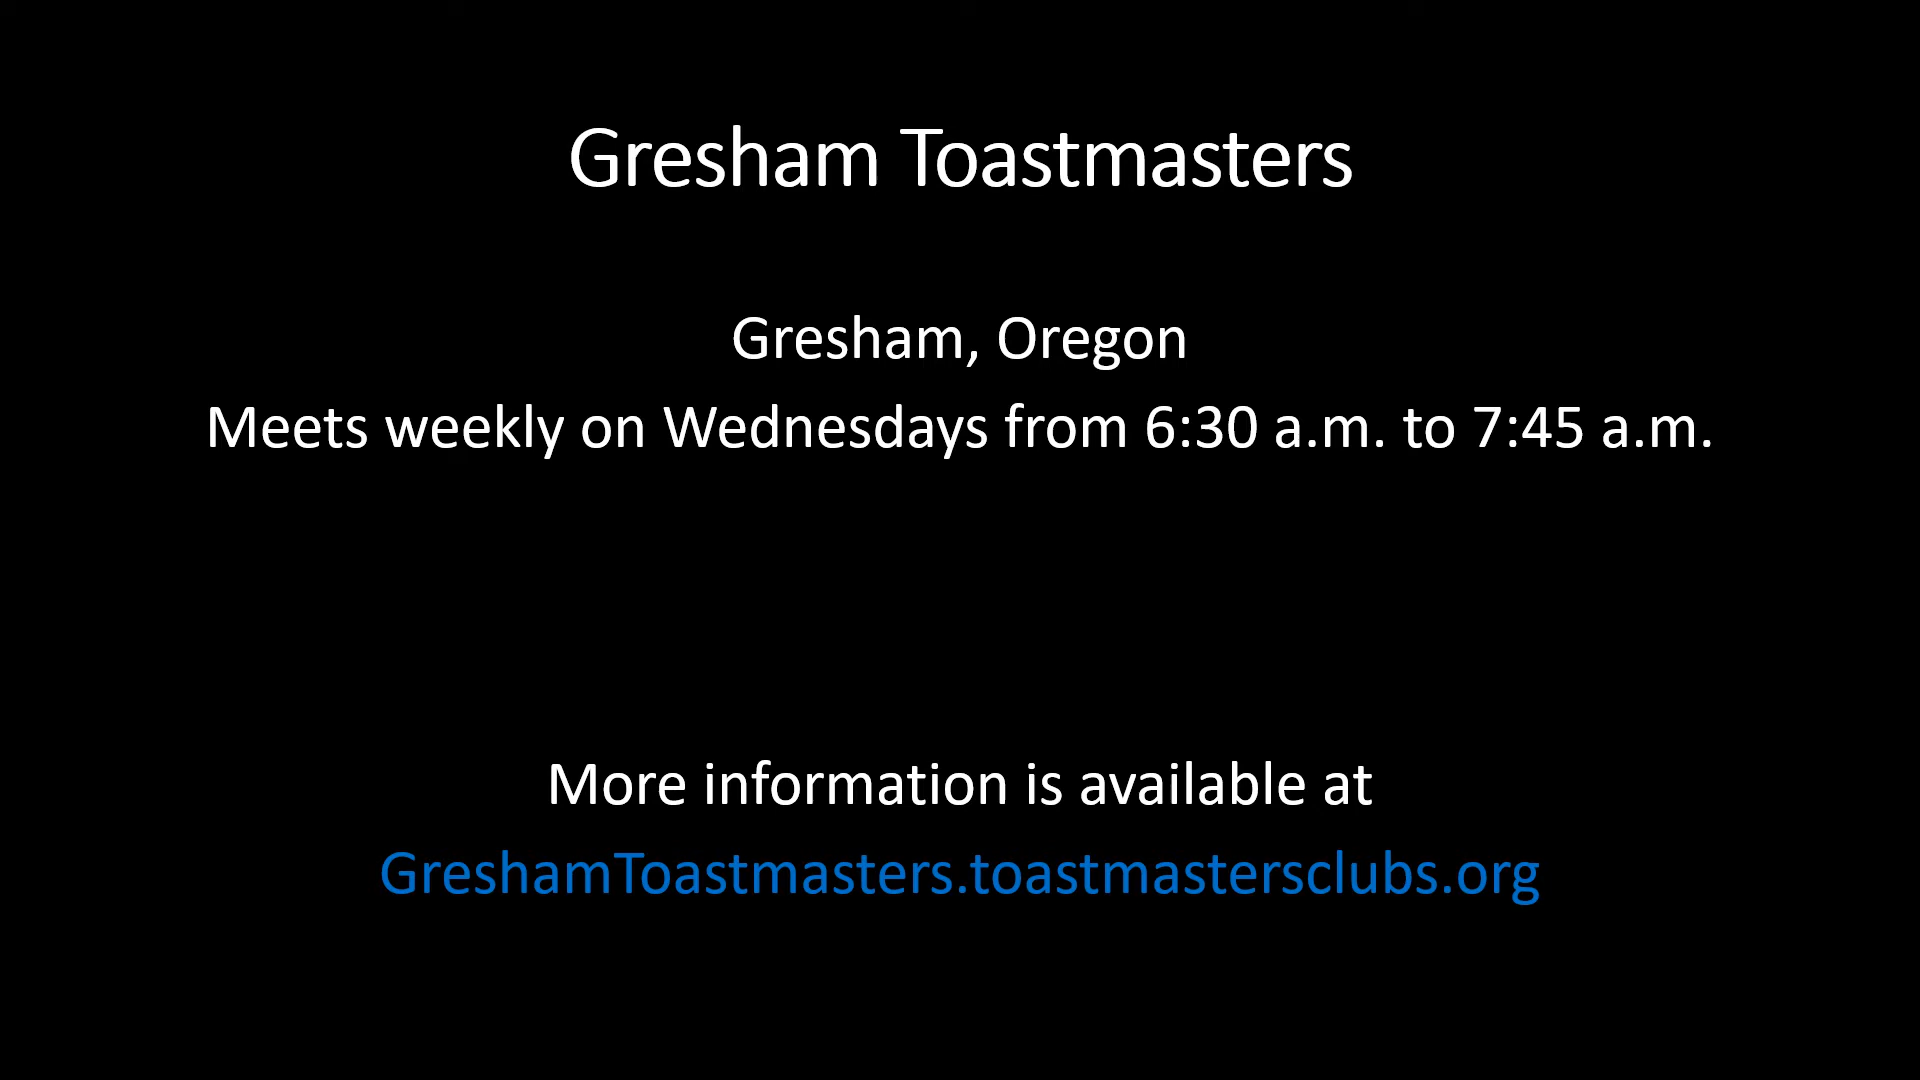 Gresham Toastmasters
Gresham, Oregon
Meets weekly on Wednesdays from 6:30 a.m. to 7:45 a.m.
More information is available at
GreshamToastmasters.toastmastersclubs.org